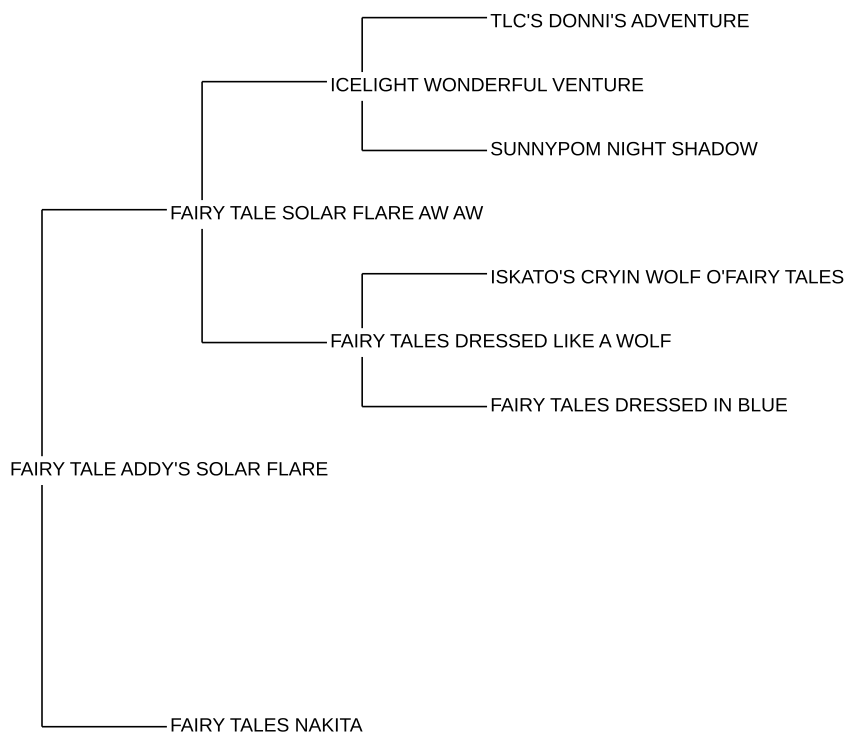 TLC'S DONNI'S ADVENTURE
ICELIGHT WONDERFUL VENTURE
SUNNYPOM NIGHT SHADOW
FAIRY TALE SOLAR FLARE AW AW
ISKATO'S CRYIN WOLF O'FAIRY TALES
FAIRY TALES DRESSED LIKE A WOLF
FAIRY TALES DRESSED IN BLUE
FAIRY TALE ADDY'S SOLAR FLARE
FAIRY TALES NAKITA